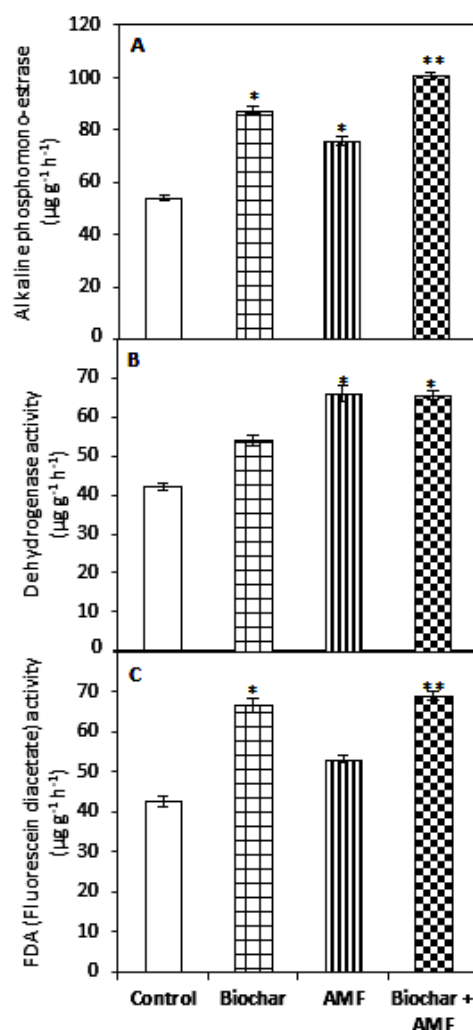 A
Alkaline phosphomono-estrase
(µg g⁻¹ h⁻¹)
120
100
80
60
40
20
0
*
*
**
B
Dehydrogenase activity
(µg g⁻¹ h⁻¹)
70
60
50
40
30
20
10
0
*
*
C
FDA (Fluorescein diacetate) activity
(µg g⁻¹ h⁻¹)
70
60
50
40
30
20
10
0
*
**
Control Biochar AMF Biochar +
AMF